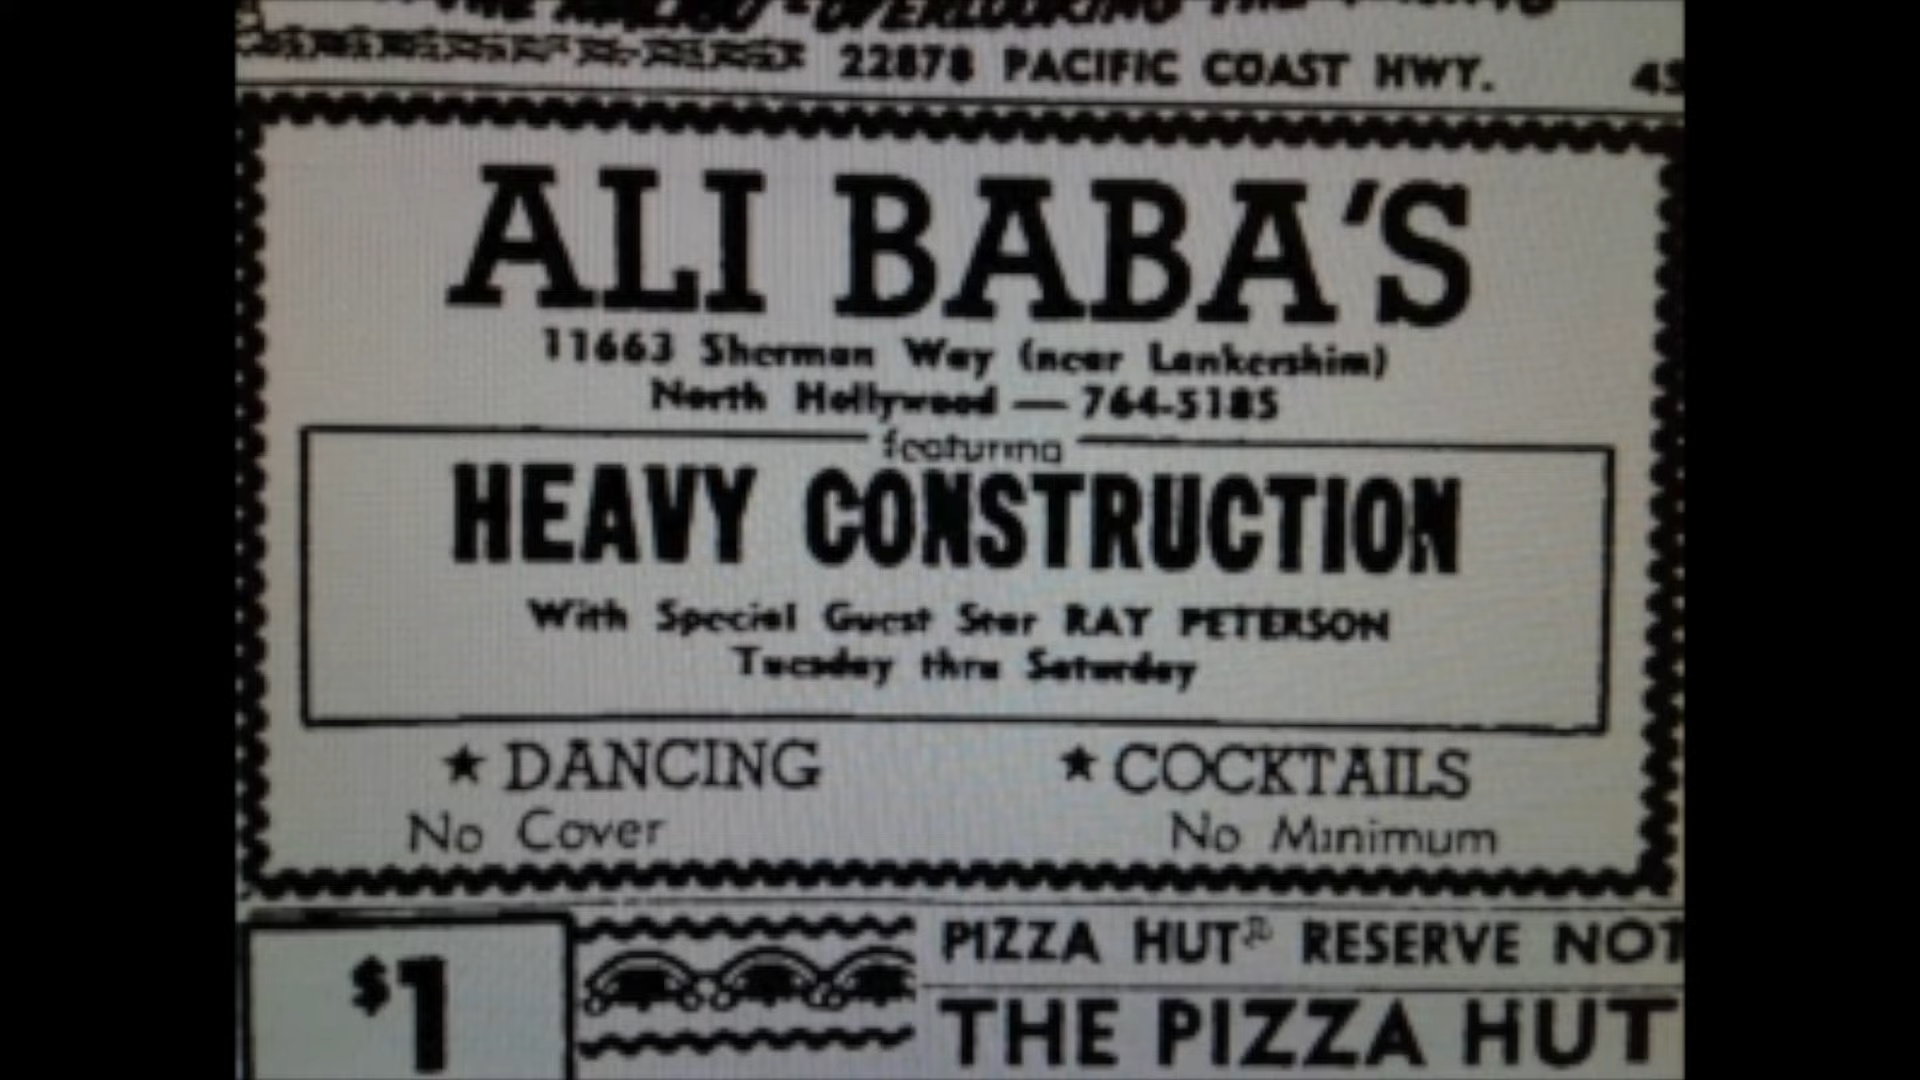 22878 PACIFIC COAST HWY. 45
ALI BABA'S
11663 Sherman Way (near Lankershim)
North Hollywood — 764-5185
featuring
HEAVY CONSTRUCTION
With Special Guest Star RAY PETERSON
Tuesday thru Saturday
★ DANCING ★ COCKTAILS
No Cover No Minimum
PIZZA HUT® RESERVE NOT
$1
THE PIZZA HUT